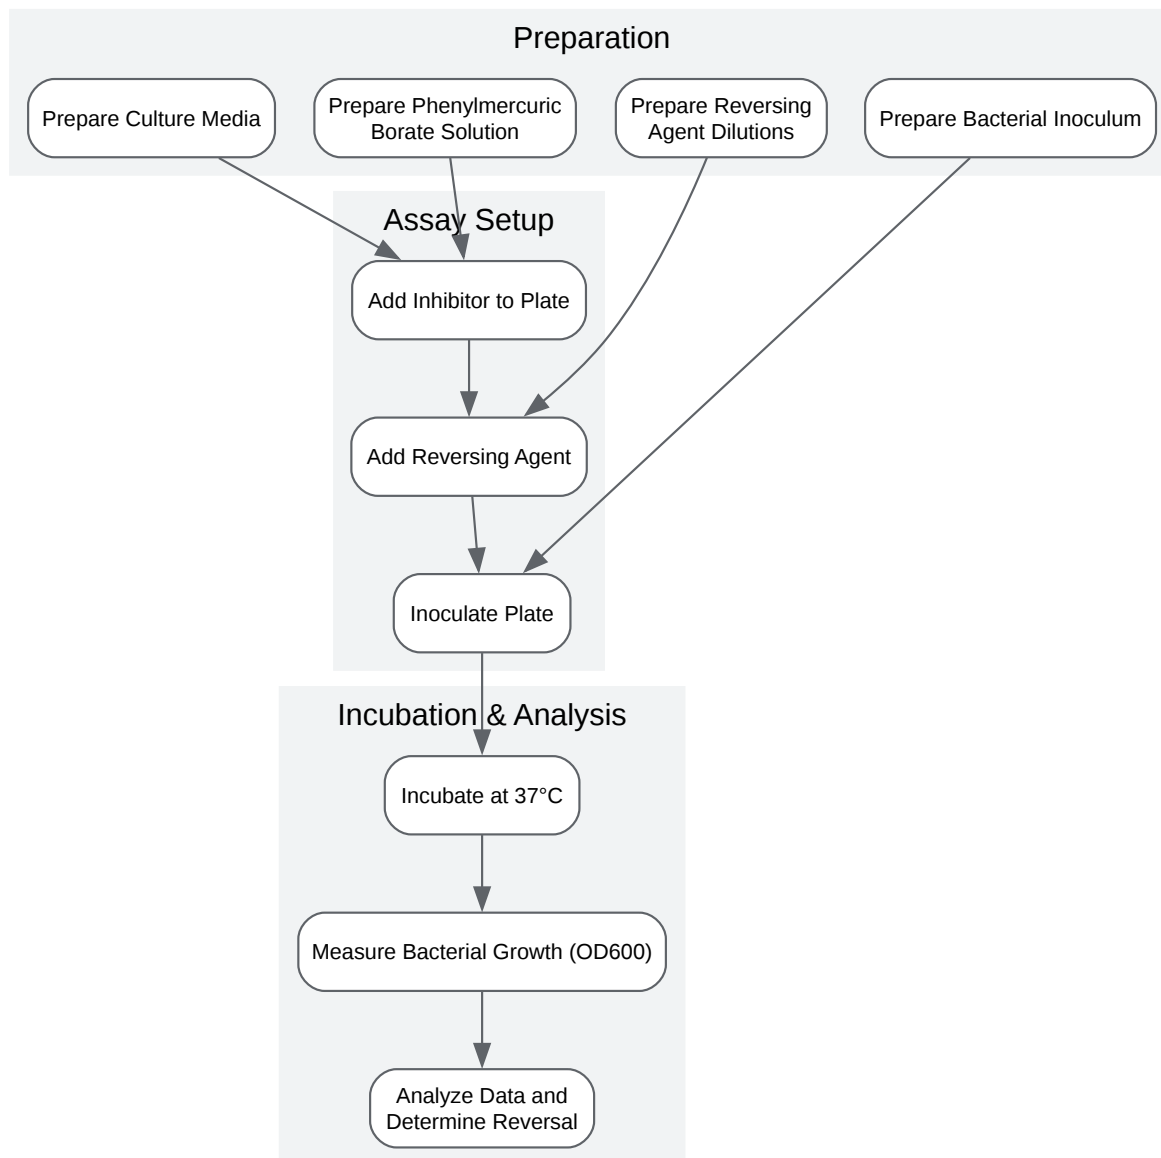 Preparation
Prepare Culture Media
Prepare Phenylmercuric
Borate Solution
Prepare Reversing
Agent Dilutions
Prepare Bacterial Inoculum
Assay Setup
Add Inhibitor to Plate
Add Reversing Agent
Inoculate Plate
Incubation & Analysis
Incubate at 37°C
Measure Bacterial Growth (OD600)
Analyze Data and
Determine Reversal